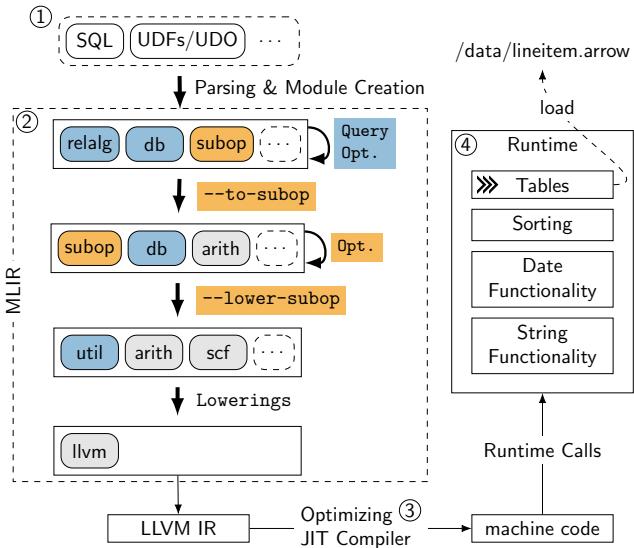 ①
SQL UDFs/UDO ···
Parsing & Module Creation
/data/lineitem.arrow
load
②
MLIR
relalg db subop ···
Query
Opt.
--to-subop
subop db arith ···
Opt.
--lower-subop
util arith scf ···
Lowerings
llvm
④
Runtime
Tables
Sorting
Date
Functionality
String
Functionality
Runtime Calls
LLVM IR
Optimizing ③
JIT Compiler
machine code